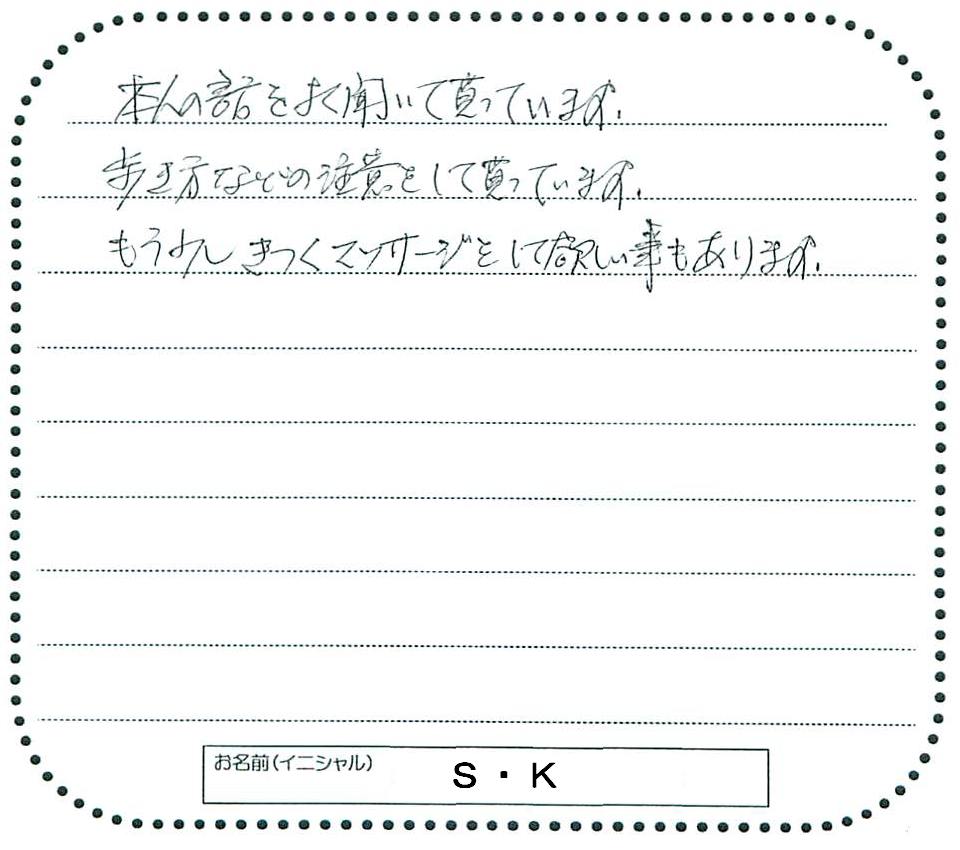 本人の話をよく聞いて貰っています.
歩き方などの注意をして貰っています.
もう少しきつくマッサージをして欲しい事もあります.
お名前(イニシャル)
S・K